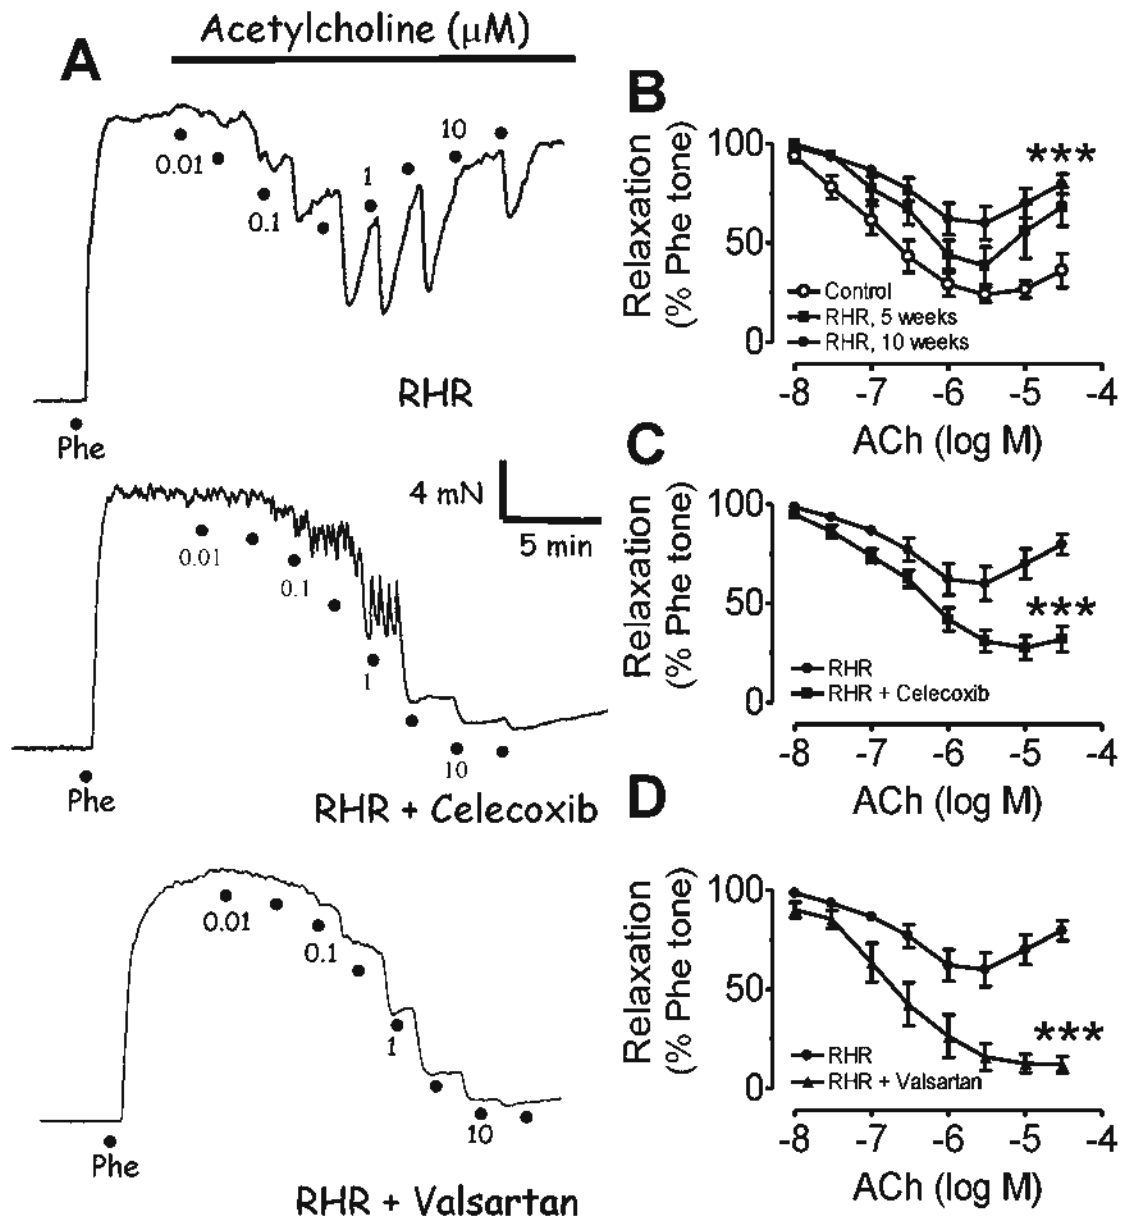 A
Acetylcholine (μM)
0.01
0.1
1
10
RHR
Phe
4 mN
5 min
0.01
0.1
1
10
Phe
RHR + Celecoxib
0.01
0.1
1
10
Phe
RHR + Valsartan
B
Relaxation
(% Phe tone)
100
50
0
***
Control
RHR, 5 weeks
RHR, 10 weeks
-8 -7 -6 -5 -4
ACh (log M)
C
Relaxation
(% Phe tone)
100
50
0
***
RHR
RHR + Celecoxib
-8 -7 -6 -5 -4
ACh (log M)
D
Relaxation
(% Phe tone)
100
50
0
***
RHR
RHR + Valsartan
-8 -7 -6 -5 -4
ACh (log M)